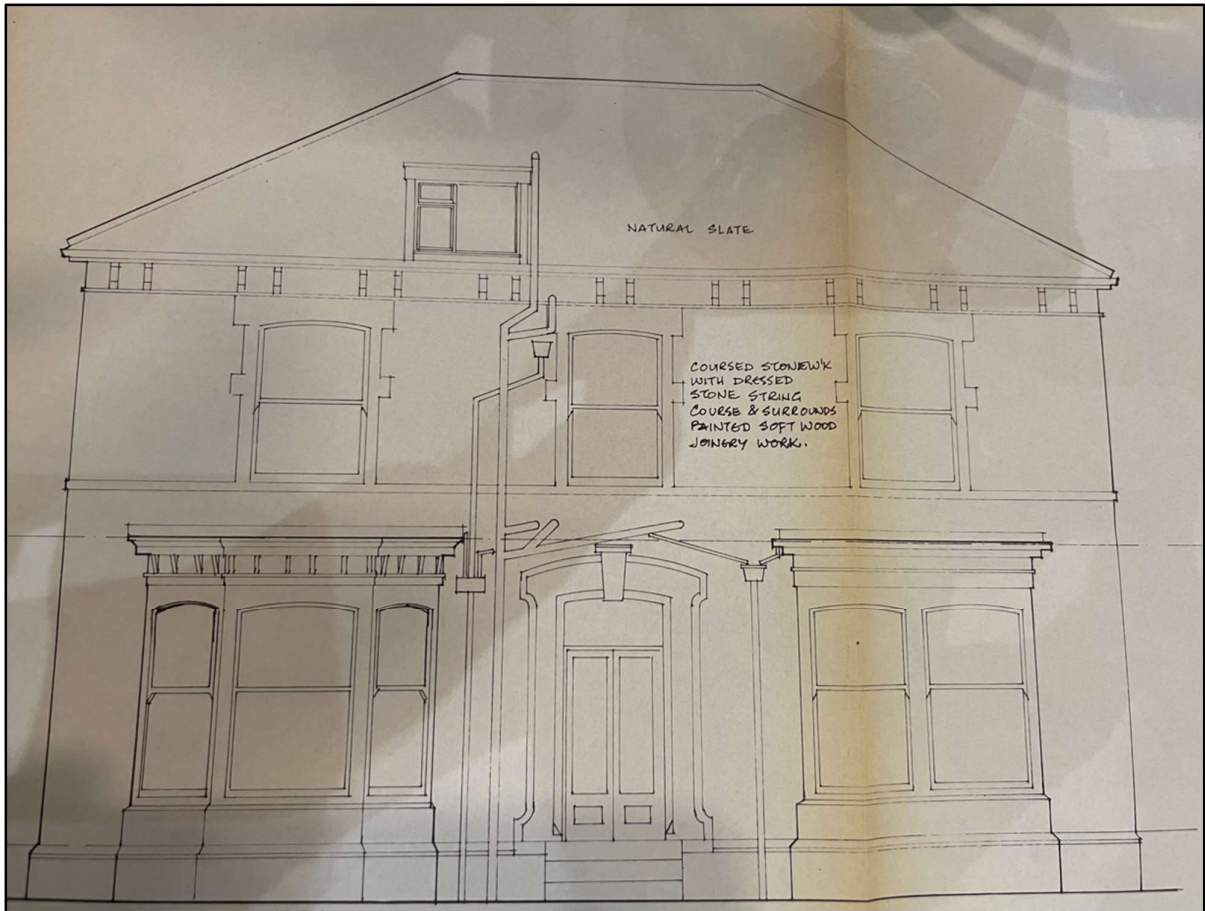 NATURAL SLATE
COURSED STONEW'K
WITH DRESSED
STONE STRING
COURSE & SURROUNDS
PAINTED SOFT WOOD
JOINERY WORK.